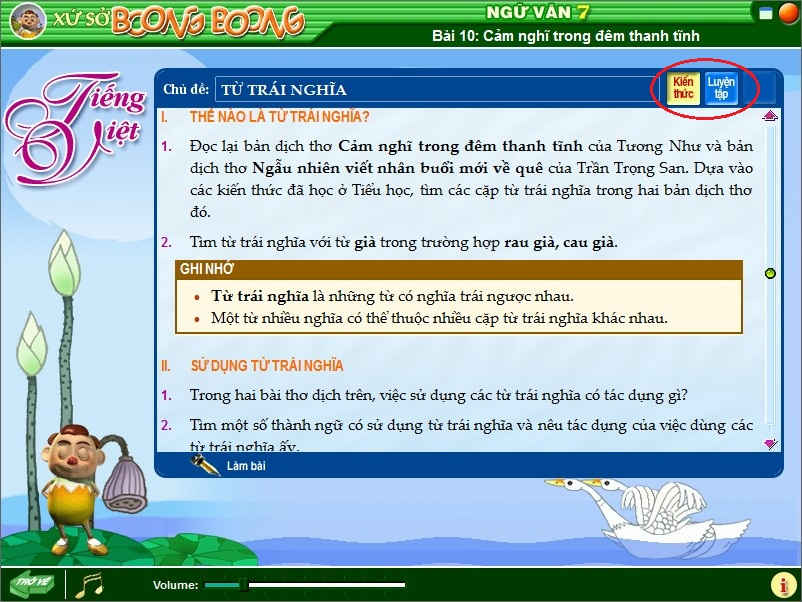 XỨ SỞ BOONG BOONG
NGỮ VĂN 7
Bài 10: Cảm nghĩ trong đêm thanh tĩnh
Tiếng Việt
Chủ đề: TỪ TRÁI NGHĨA
Kiến thức
Luyện tập
I. THẾ NÀO LÀ TỪ TRÁI NGHĨA?
1. Đọc lại bản dịch thơ Cảm nghĩ trong đêm thanh tĩnh của Tương Như và bản
dịch thơ Ngẫu nhiên viết nhân buổi mới về quê của Trần Trọng San. Dựa vào
các kiến thức đã học ở Tiểu học, tìm các cặp từ trái nghĩa trong hai bản dịch thơ
đó.
2. Tìm từ trái nghĩa với từ già trong trường hợp rau già, cau già.
GHI NHỚ
• Từ trái nghĩa là những từ có nghĩa trái ngược nhau.
• Một từ nhiều nghĩa có thể thuộc nhiều cặp từ trái nghĩa khác nhau.
II. SỬ DỤNG TỪ TRÁI NGHĨA
1. Trong hai bài thơ dịch trên, việc sử dụng các từ trái nghĩa có tác dụng gì?
2. Tìm một số thành ngữ có sử dụng từ trái nghĩa và nêu tác dụng của việc dùng các
từ trái nghĩa ấy.
Làm bài
TRỞ VỀ
Volume:
i